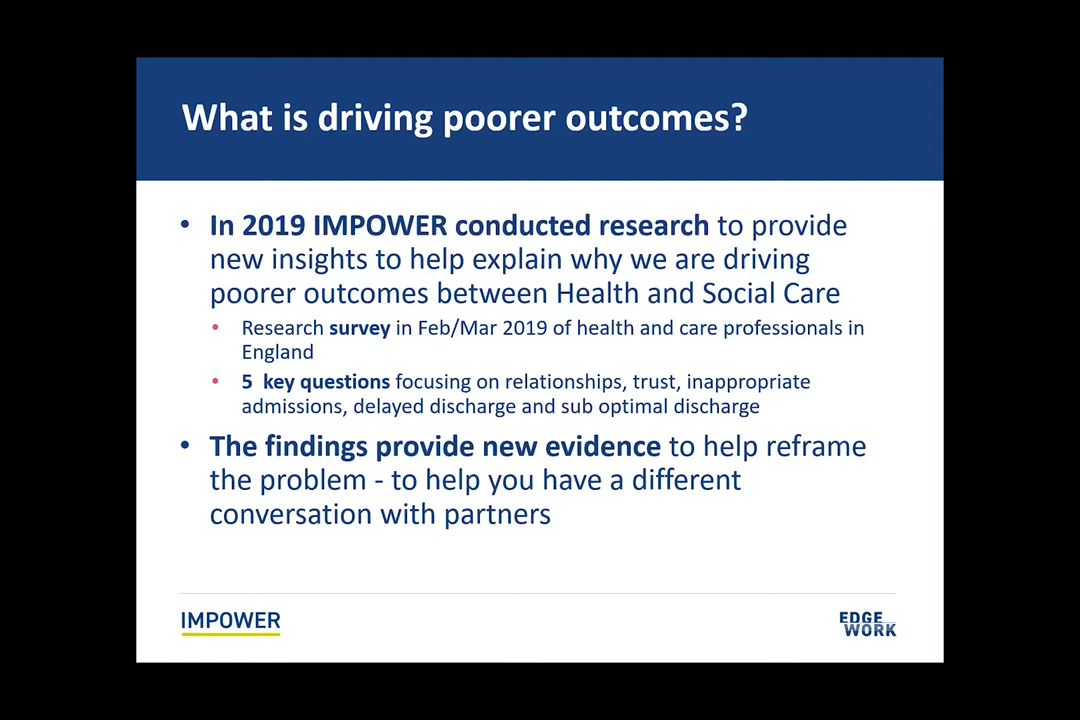 What is driving poorer outcomes?
• In 2019 IMPOWER conducted research to provide
new insights to help explain why we are driving
poorer outcomes between Health and Social Care
• Research survey in Feb/Mar 2019 of health and care professionals in
England
• 5 key questions focusing on relationships, trust, inappropriate
admissions, delayed discharge and sub optimal discharge
• The findings provide new evidence to help reframe
the problem - to help you have a different
conversation with partners
IMPOWER
EDGE
WORK